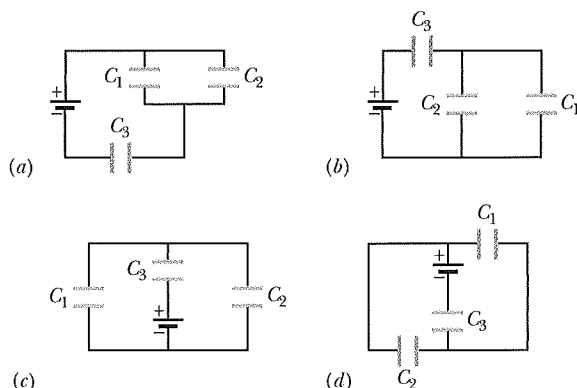 C₁ C₂
+
−
C₃
(a)
C₃
+
−
C₂ C₁
(b)
C₁ C₃ C₂
+
−
(c)
C₁
+
−
C₃
C₂
(d)